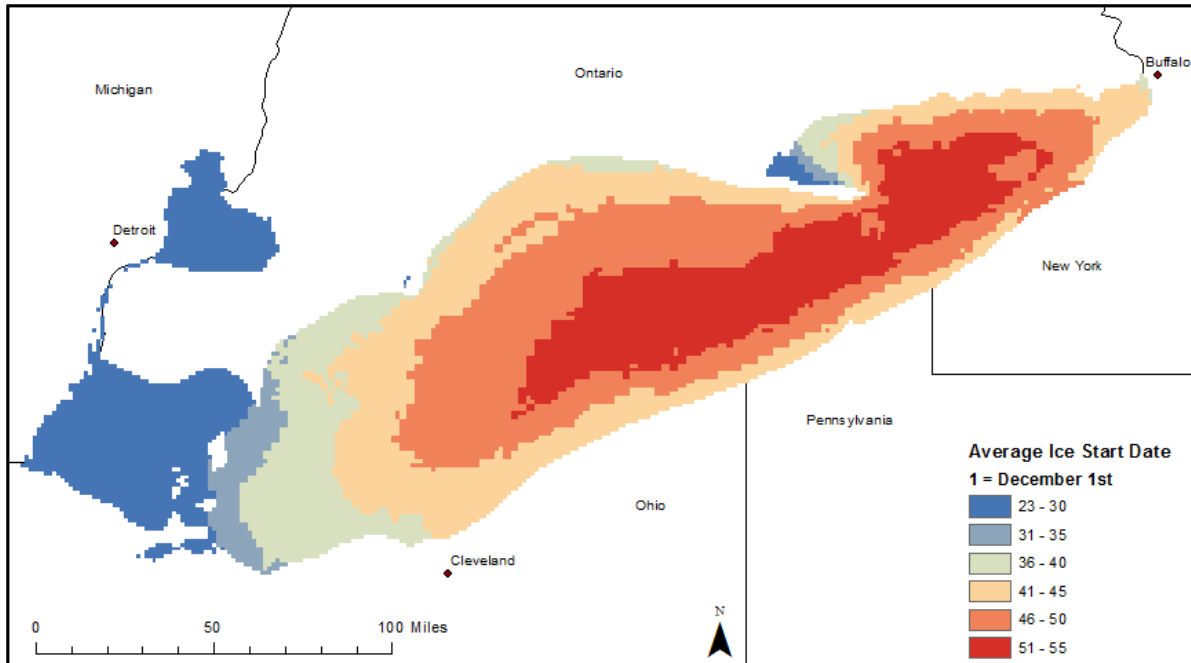 Buffalo
Ontario
Michigan
Detroit
New York
Pennsylvania
Ohio
Cleveland
Average Ice Start Date
1 = December 1st
23 - 30
31 - 35
36 - 40
41 - 45
46 - 50
51 - 55
N
0 50 100 Miles